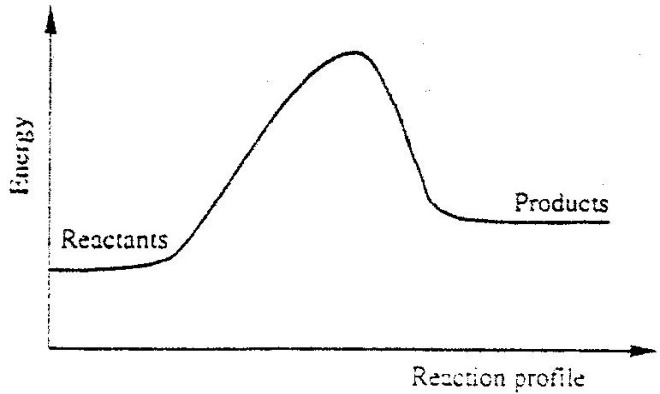 Energy
Reactants
Products
Reaction profile